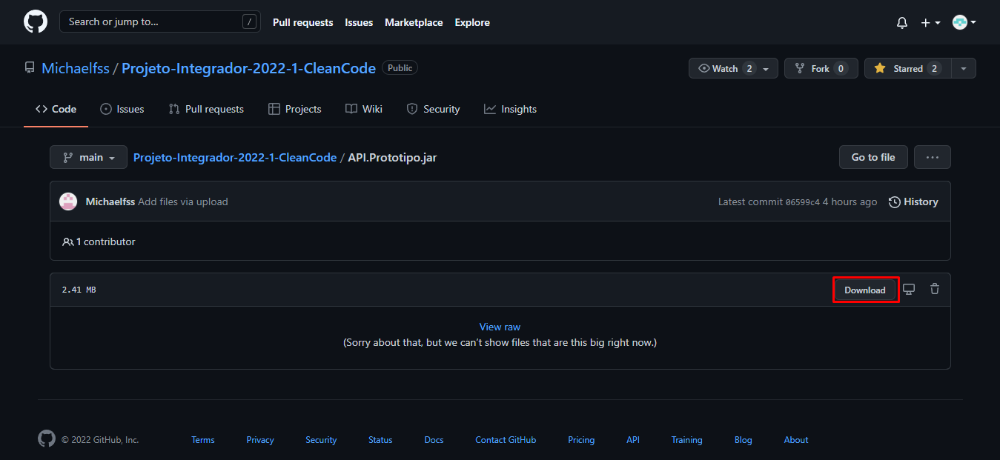 Search or jump to... /
Pull requests Issues Marketplace Explore
Michaelfss / Projeto-Integrador-2022-1-CleanCode Public
Watch 2 Fork 0 Starred 2
Code Issues Pull requests Projects Wiki Security Insights
main Projeto-Integrador-2022-1-CleanCode / API.Prototipo.jar Go to file ...
Michaelfss Add files via upload Latest commit 06599c4 4 hours ago History
1 contributor
2.41 MB Download
View raw
(Sorry about that, but we can't show files that are this big right now.)
© 2022 GitHub, Inc. Terms Privacy Security Status Docs Contact GitHub Pricing API Training Blog About